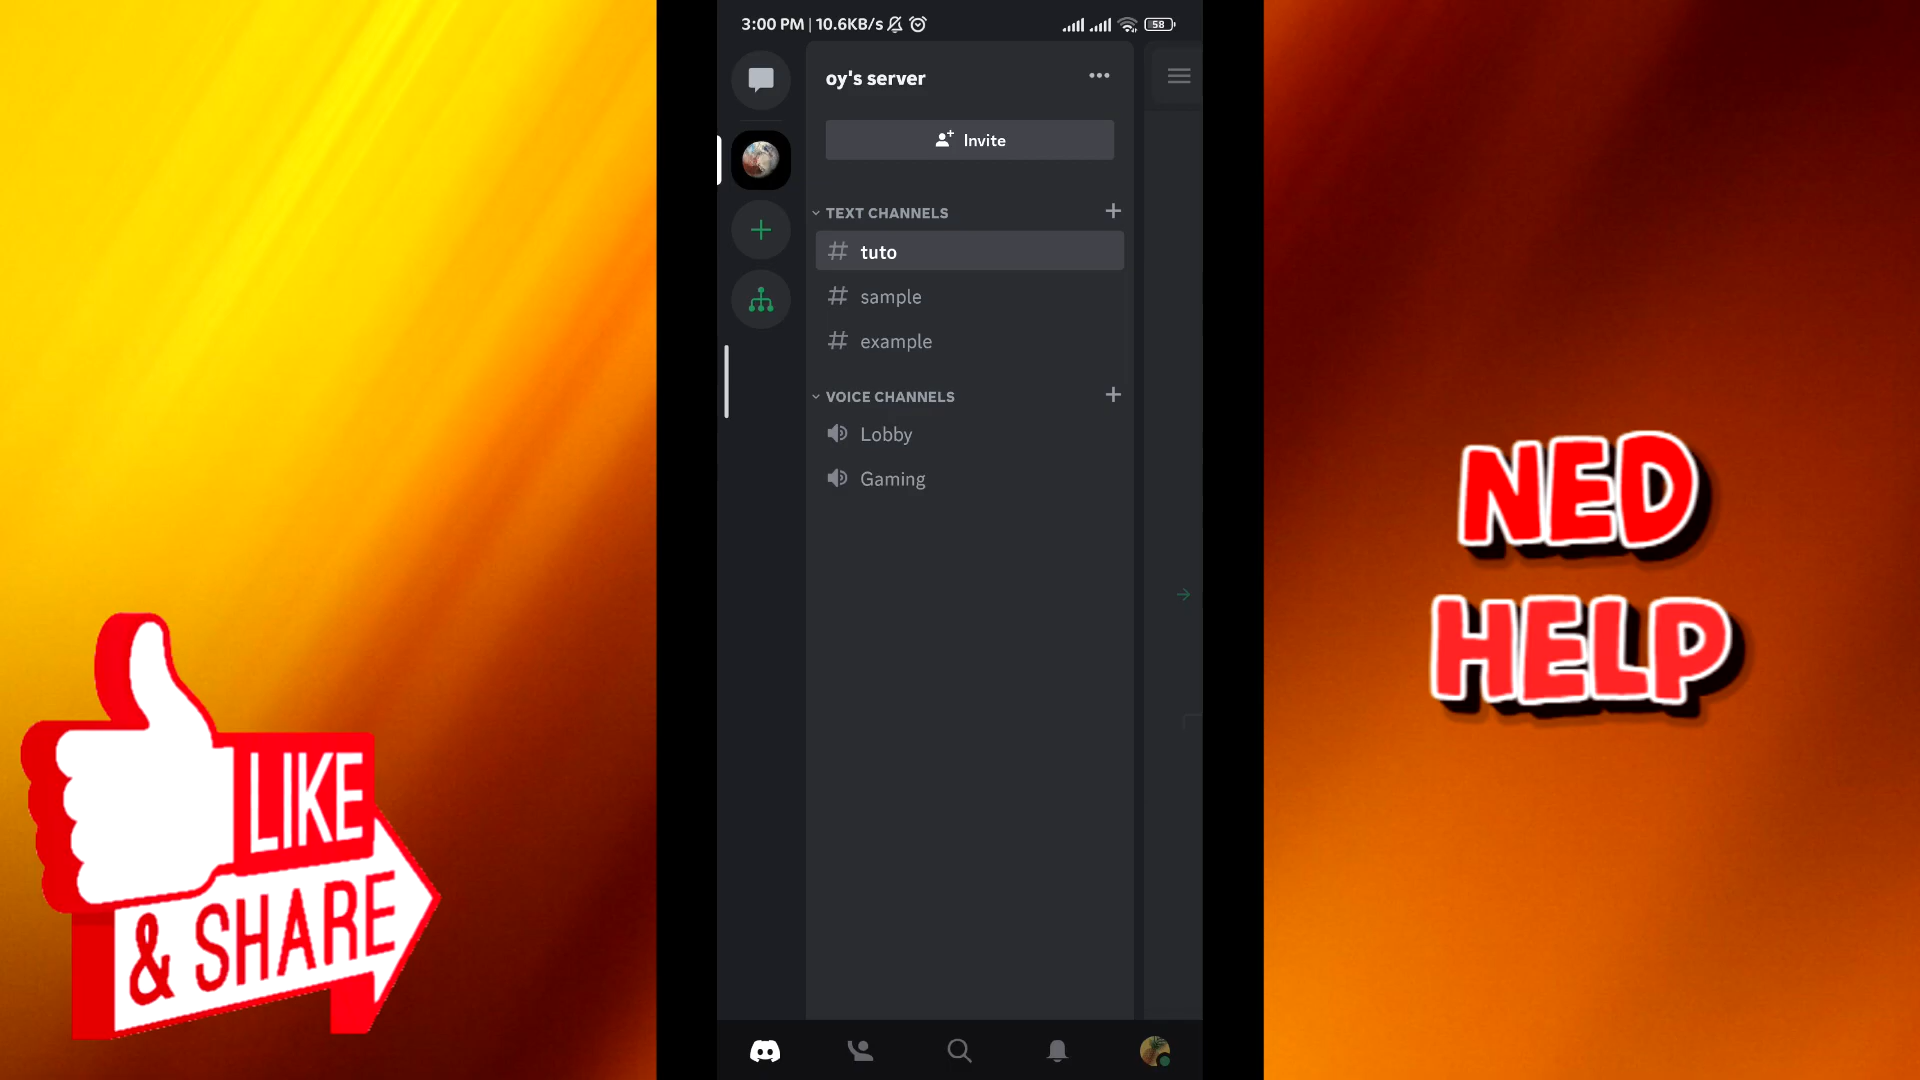 3:00 PM | 10.6KB/s
58
oy's server
Invite
TEXT CHANNELS
tuto
sample
example
VOICE CHANNELS
Lobby
Gaming
LIKE
& SHARE
NED
HELP